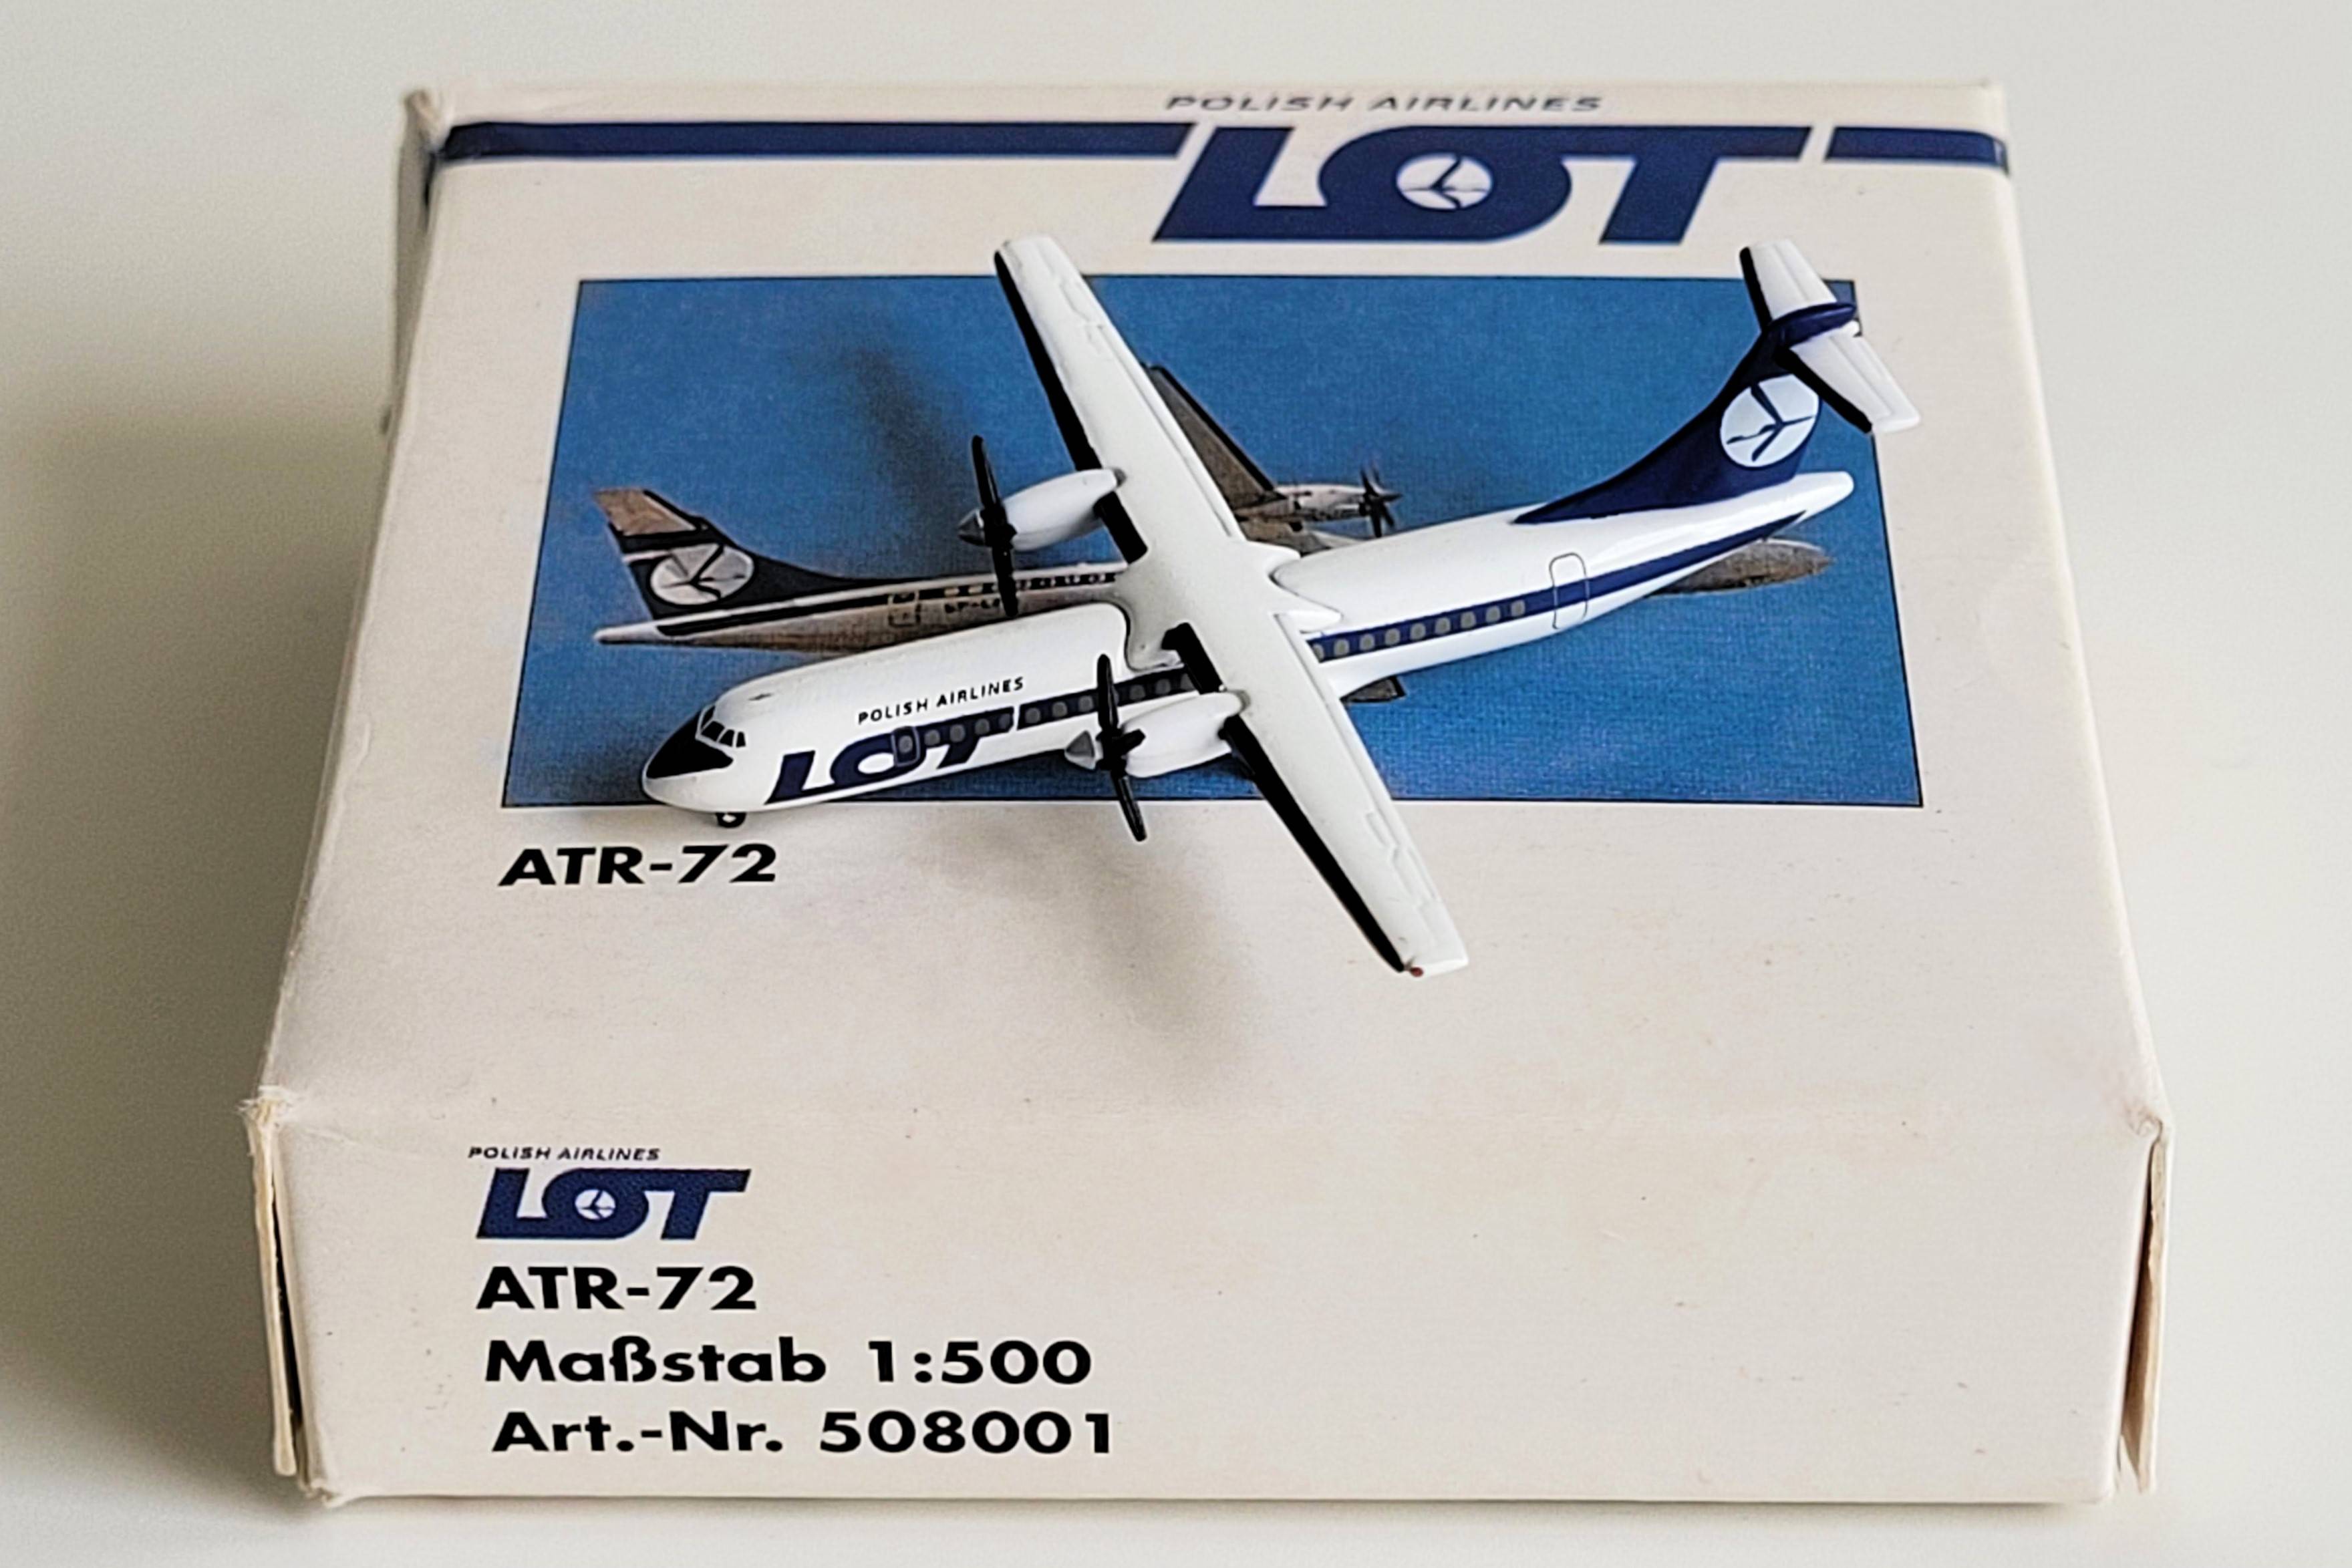 POLISH AIRLINES
LOT
POLISH AIRLINES
LOT
ATR-72
POLISH AIRLINES
LOT
ATR-72
Maßstab 1:500
Art.-Nr. 508001